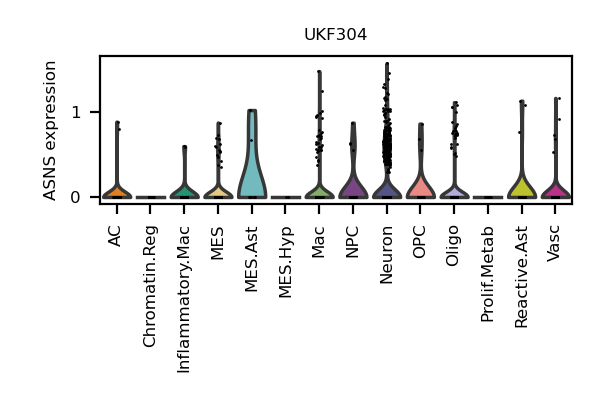 UKF304
ASNS expression
1
0
AC
Chromatin.Reg
Inflammatory.Mac
MES
MES.Ast
MES.Hyp
Mac
NPC
Neuron
OPC
Oligo
Prolif.Metab
Reactive.Ast
Vasc